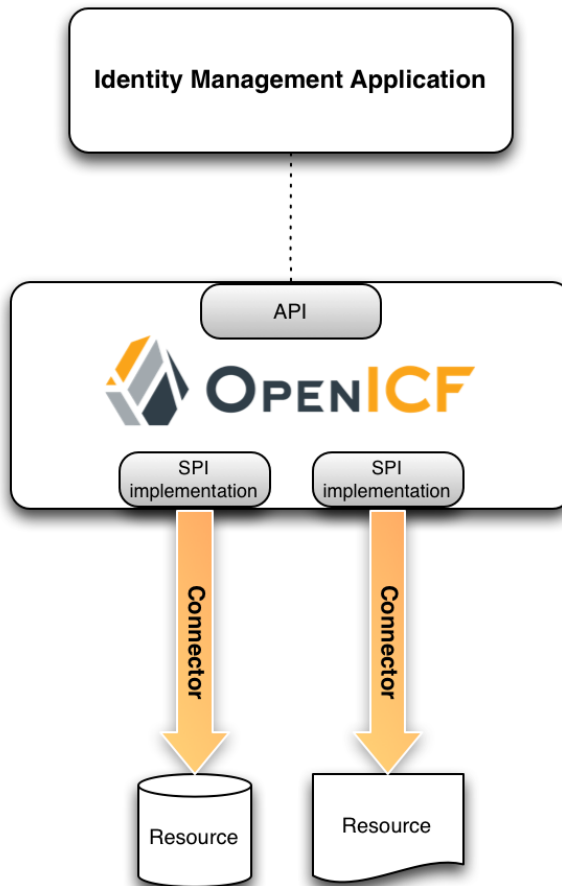 Identity Management Application
API
OPENICF
SPI
implementation
SPI
implementation
Connector
Connector
Resource
Resource